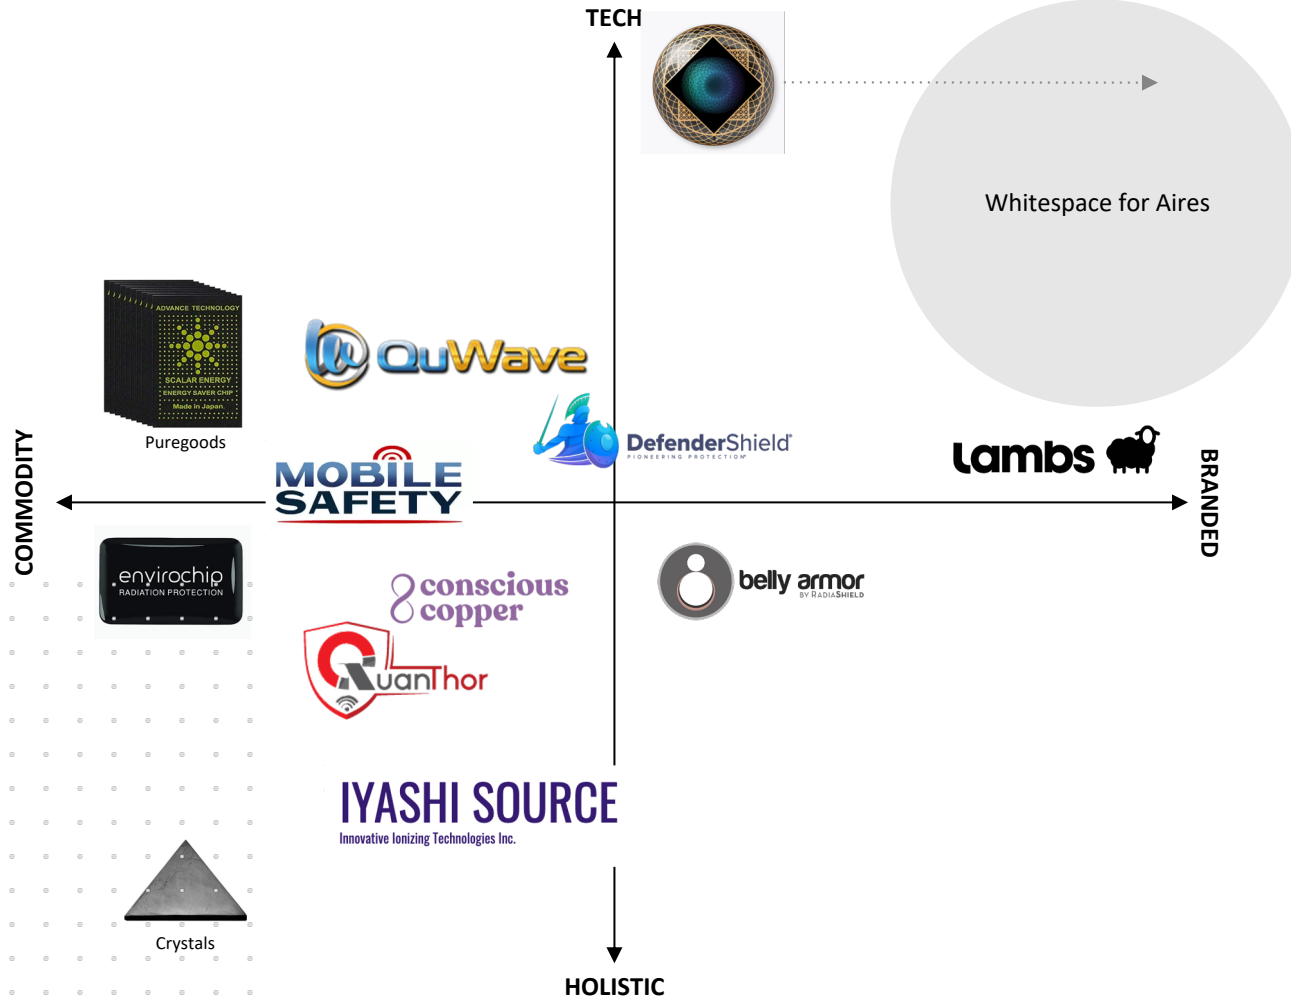 TECH
Whitespace for Aires
ADVANCE TECHNOLOGY
SCALAR ENERGY
ENERGY SAVER CHIP
Made in Japan
Puregoods
QuWave
DefenderShield
PIONEERING PROTECTION
Lambs
MOBILE
SAFETY
COMMODITY
BRANDED
envirochip
RADIATION PROTECTION
conscious
copper
belly armor
BY RADIASHIELD
QuanThor
IYASHI SOURCE
Innovative Ionizing Technologies Inc.
Crystals
HOLISTIC